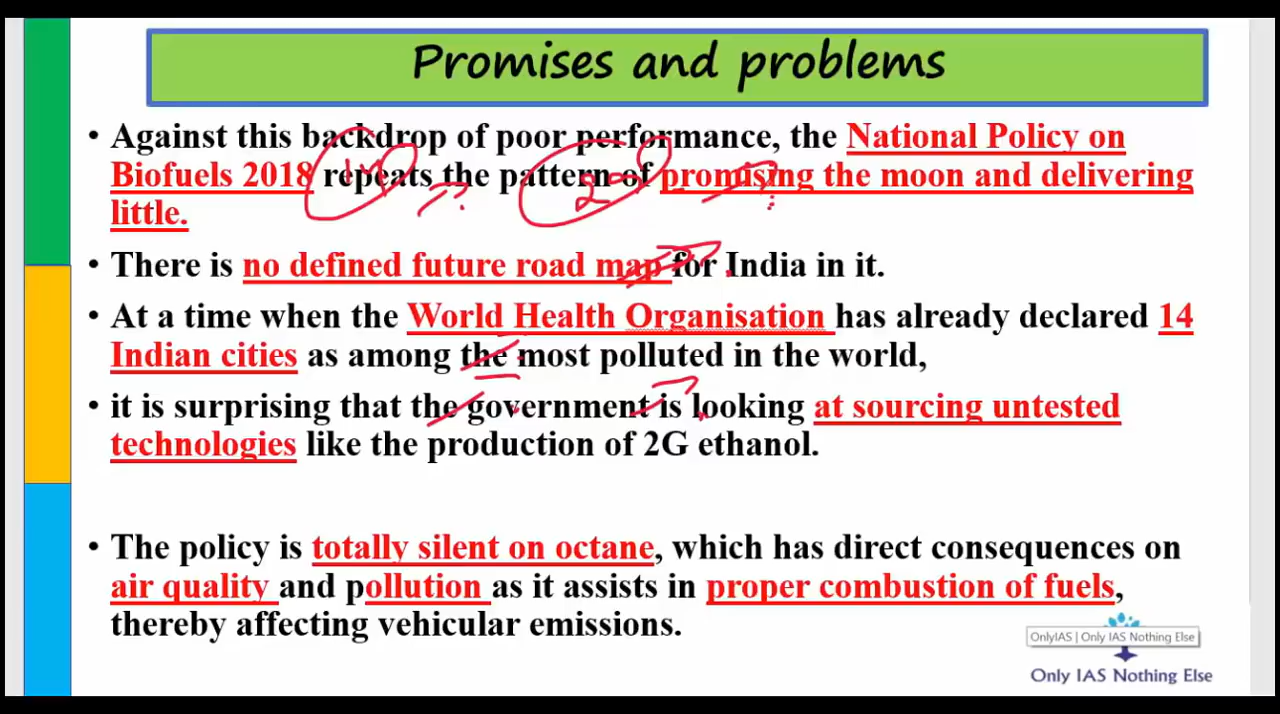 Promises and problems
• Against this backdrop of poor performance, the National Policy on
Biofuels 2018 repeats the pattern of promising the moon and delivering
little.
• There is no defined future road map for India in it.
• At a time when the World Health Organisation has already declared 14
Indian cities as among the most polluted in the world,
• it is surprising that the government is looking at sourcing untested
technologies like the production of 2G ethanol.
• The policy is totally silent on octane, which has direct consequences on
air quality and pollution as it assists in proper combustion of fuels,
thereby affecting vehicular emissions.
OnlyIAS | Only IAS Nothing Else
Only IAS Nothing Else